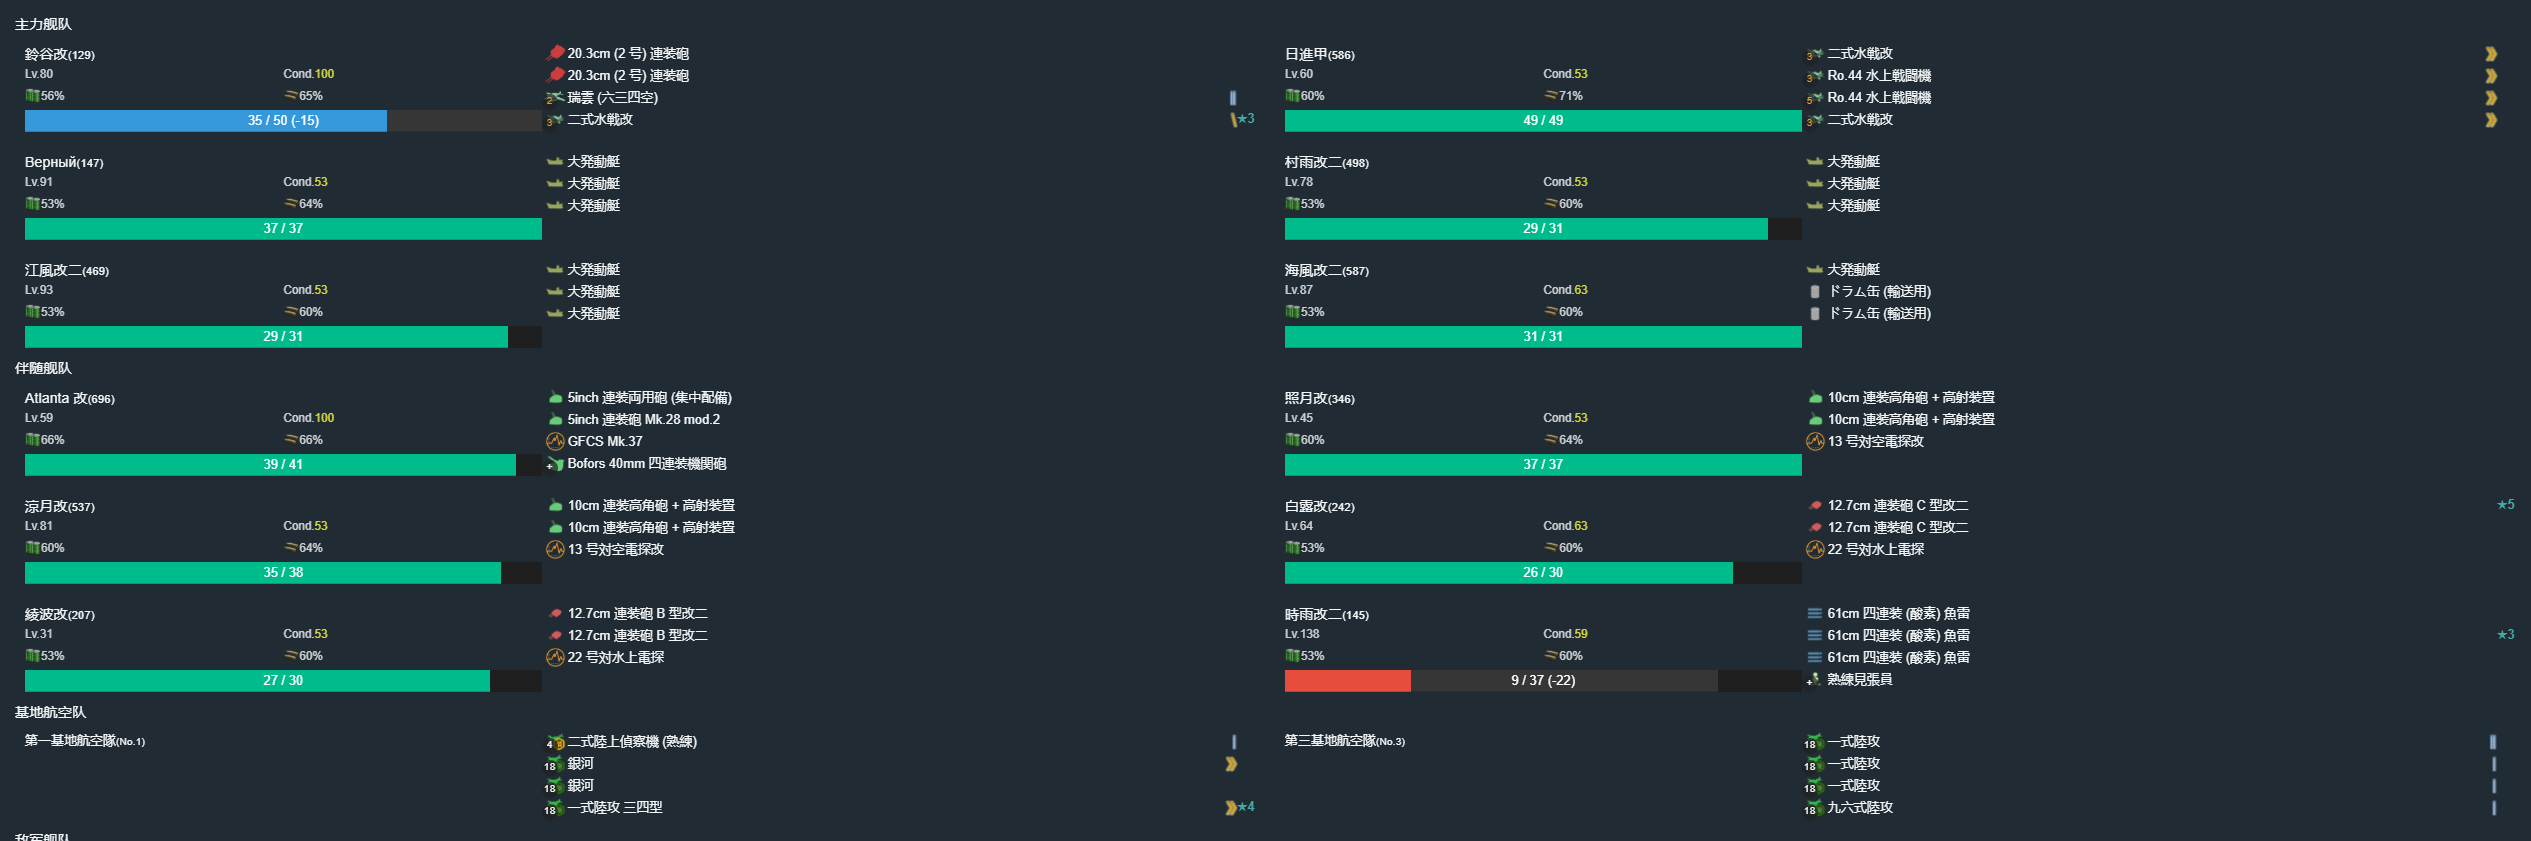 主力舰队
鈴谷改(129)
Lv.80 Cond.100
56% 65%
35 / 50 (-15)
20.3cm (2 号) 連装砲
20.3cm (2 号) 連装砲
2 瑞雲 (六三四空)
3 二式水戦改 ★3
日進甲(586)
Lv.60 Cond.53
60% 71%
49 / 49
3 二式水戦改
3 Ro.44 水上戦闘機
5 Ro.44 水上戦闘機
3 二式水戦改
Верный(147)
Lv.91 Cond.53
53% 64%
37 / 37
大発動艇
大発動艇
大発動艇
村雨改二(498)
Lv.78 Cond.53
53% 60%
29 / 31
大発動艇
大発動艇
大発動艇
江風改二(469)
Lv.93 Cond.53
53% 60%
29 / 31
大発動艇
大発動艇
大発動艇
海風改二(587)
Lv.87 Cond.63
53% 60%
31 / 31
大発動艇
ドラム缶 (輸送用)
ドラム缶 (輸送用)
伴随舰队
Atlanta 改(696)
Lv.59 Cond.100
66% 66%
39 / 41
5inch 連装両用砲 (集中配備)
5inch 連装砲 Mk.28 mod.2
GFCS Mk.37
+ Bofors 40mm 四連装機関砲
照月改(346)
Lv.45 Cond.53
60% 64%
37 / 37
10cm 連装高角砲 + 高射装置
10cm 連装高角砲 + 高射装置
13 号対空電探改
涼月改(537)
Lv.81 Cond.53
60% 64%
35 / 38
10cm 連装高角砲 + 高射装置
10cm 連装高角砲 + 高射装置
13 号対空電探改
白露改(242)
Lv.64 Cond.63
53% 60%
26 / 30
12.7cm 連装砲 C 型改二 ★5
12.7cm 連装砲 C 型改二
22 号対水上電探
綾波改(207)
Lv.31 Cond.53
53% 60%
27 / 30
12.7cm 連装砲 B 型改二
12.7cm 連装砲 B 型改二
22 号対水上電探
時雨改二(145)
Lv.138 Cond.59
53% 60%
9 / 37 (-22)
61cm 四連装 (酸素) 魚雷
61cm 四連装 (酸素) 魚雷 ★3
61cm 四連装 (酸素) 魚雷
+ 熟練見張員
基地航空队
第一基地航空隊(No.1)
4 二式陸上偵察機 (熟練)
18 銀河
18 銀河
18 一式陸攻 三四型 ★4
第三基地航空隊(No.3)
18 一式陸攻
18 一式陸攻
18 一式陸攻
18 九六式陸攻
敌军舰队